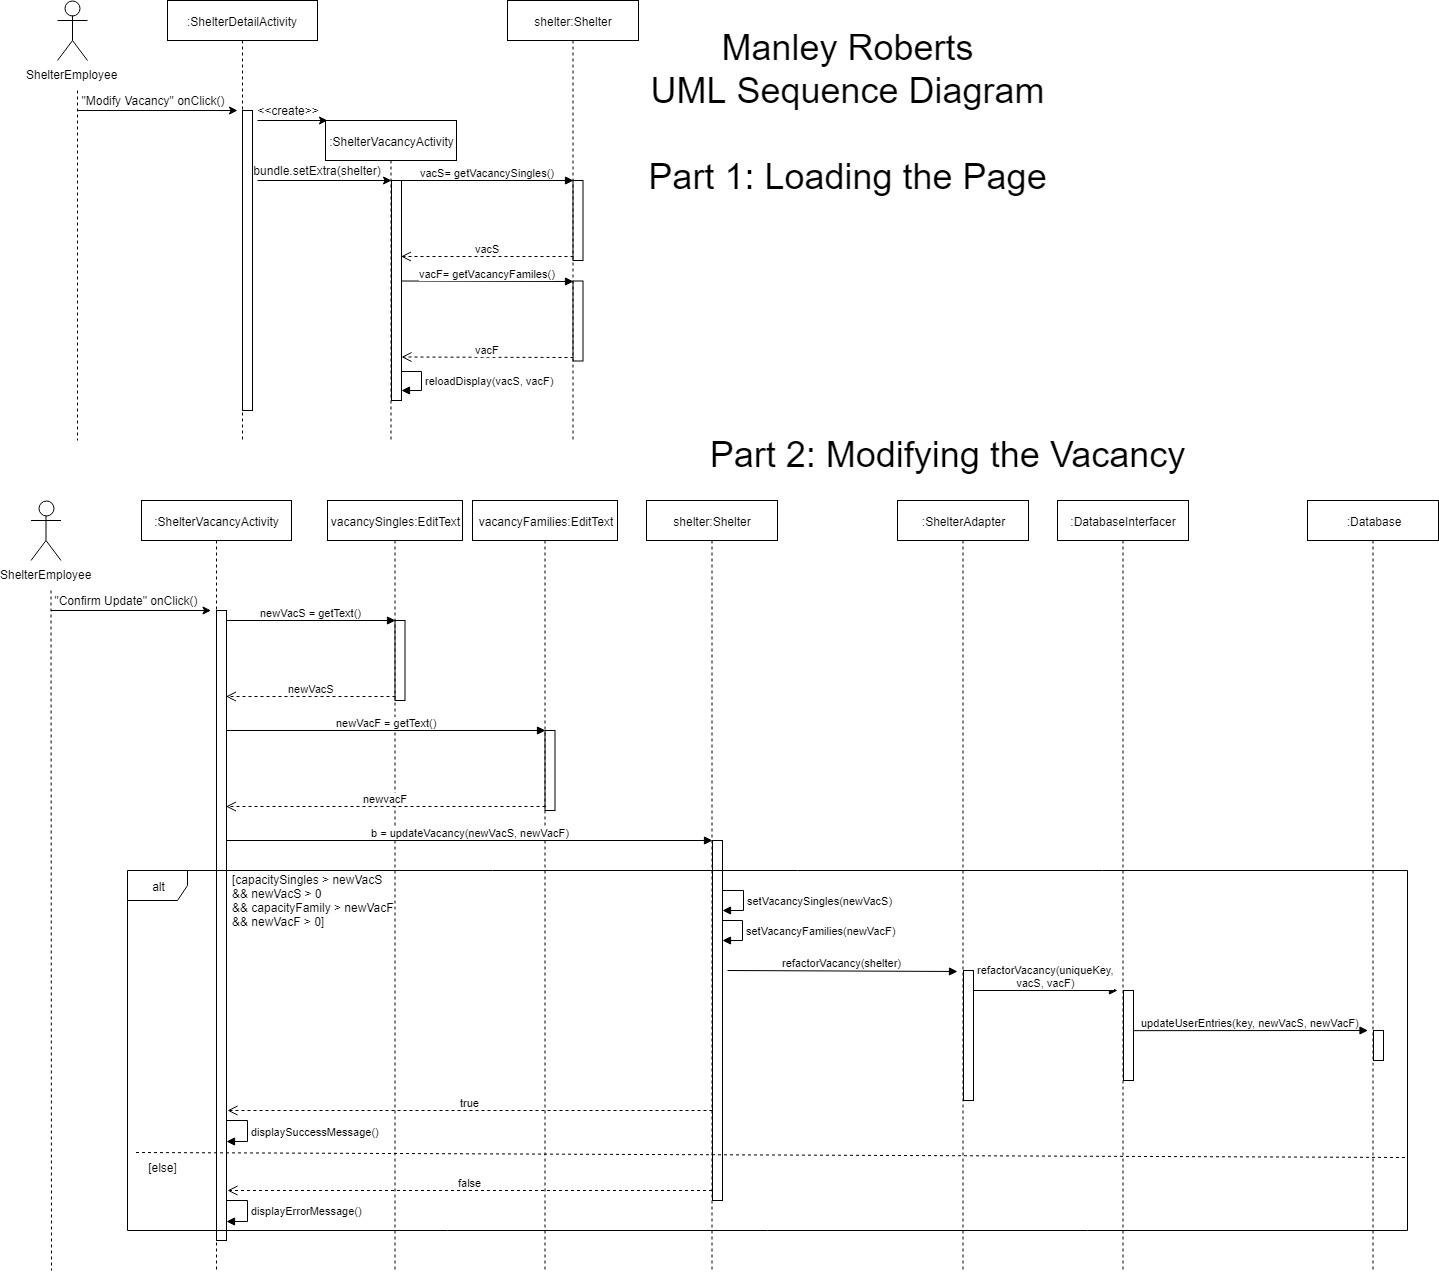 :ShelterDetailActivity
shelter:Shelter
Manley Roberts
UML Sequence Diagram
ShelterEmployee
"Modify Vacancy" onClick()
<<create>>
:ShelterVacancyActivity
Part 1: Loading the Page
bundle.setExtra(shelter)
vacS= getVacancySingles()
vacS
vacF= getVacancyFamiles()
vacF
reloadDisplay(vacS, vacF)
Part 2: Modifying the Vacancy
:ShelterVacancyActivity
vacancySingles:EditText
vacancyFamilies:EditText
shelter:Shelter
:ShelterAdapter
:DatabaseInterfacer
:Database
ShelterEmployee
"Confirm Update" onClick()
newVacS = getText()
newVacS
newVacF = getText()
newvacF
b = updateVacancy(newVacS, newVacF)
alt
[capacitySingles > newVacS
&& newVacS > 0
&& capacityFamily > newVacF
&& newVacF > 0]
setVacancySingles(newVacS)
setVacancyFamilies(newVacF)
refactorVacancy(shelter)
refactorVacancy(uniqueKey,
vacS, vacF)
updateUserEntries(key, newVacS, newVacF)
true
displaySuccessMessage()
[else]
false
displayErrorMessage()